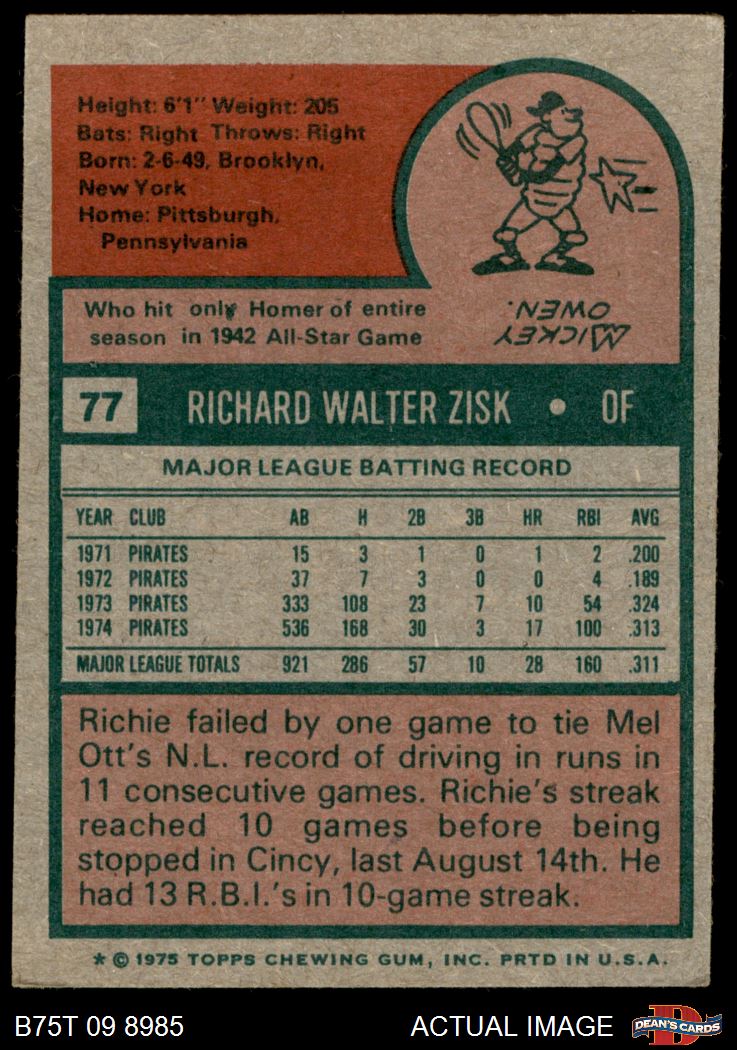 Height: 6'1" Weight: 205
Bats: Right Throws: Right
Born: 2-6-49, Brooklyn,
New York
Home: Pittsburgh,
Pennsylvania
Who hit only Homer of entire
season in 1942 All-Star Game
MICKEY
OWEN.
77 RICHARD WALTER ZISK • OF
MAJOR LEAGUE BATTING RECORD
YEAR CLUB AB H 2B 3B HR RBI AVG
1971 PIRATES 15 3 1 0 1 2 .200
1972 PIRATES 37 7 3 0 0 4 .189
1973 PIRATES 333 108 23 7 10 54 .324
1974 PIRATES 536 168 30 3 17 100 .313
MAJOR LEAGUE TOTALS 921 286 57 10 28 160 .311
Richie failed by one game to tie Mel
Ott's N.L. record of driving in runs in
11 consecutive games. Richie's streak
reached 10 games before being
stopped in Cincy, last August 14th. He
had 13 R.B.I.'s in 10-game streak.
* © 1975 TOPPS CHEWING GUM, INC. PRTD IN U.S.A.
B75T 09 8985 ACTUAL IMAGE DEAN'S CARDS